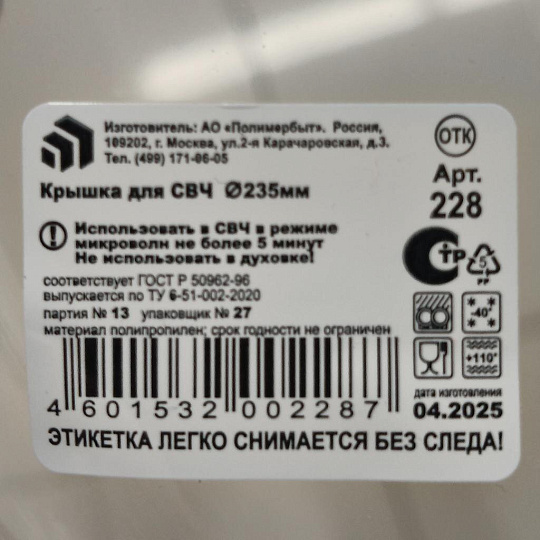 Изготовитель: АО «Полимербыт». Россия,
109202, г. Москва, ул.2-я Карачаровская, д.3.
Тел. (499) 171-06-05
ОТК
Крышка для СВЧ Ø235мм
Арт.
228
Использовать в СВЧ в режиме
микроволн не более 5 минут
Не использовать в духовке!
соответствует ГОСТ Р 50962-96
выпускается по ТУ 6-51-002-2020
партия № 13 упаковщик № 27
материал полипропилен; срок годности не ограничен
СТР
5
PP
-40°
+110°
дата изготовления
04.2025
4 601532 002287
ЭТИКЕТКА ЛЕГКО СНИМАЕТСЯ БЕЗ СЛЕДА!